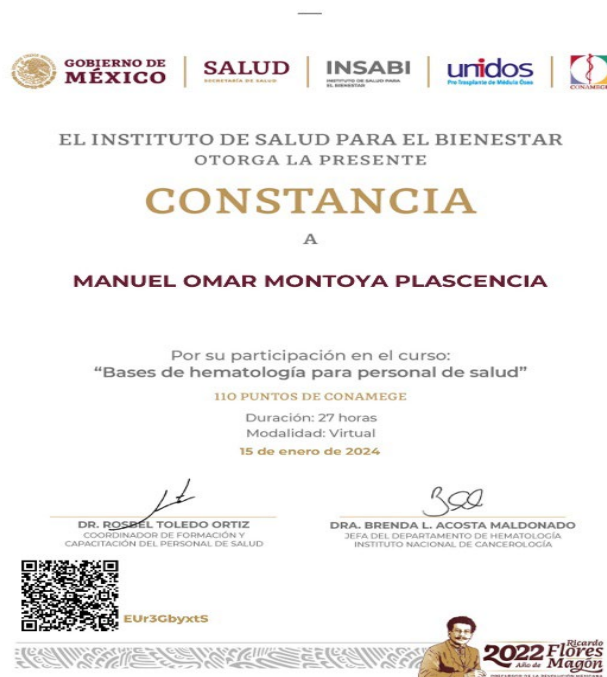 GOBIERNO DE
MÉXICO
SALUD
SECRETARÍA DE SALUD
INSABI
INSTITUTO DE SALUD PARA
EL BIENESTAR
unidos
Pro Trasplante de Médula Ósea
CONAMEGE
EL INSTITUTO DE SALUD PARA EL BIENESTAR
OTORGA LA PRESENTE
CONSTANCIA
A
MANUEL OMAR MONTOYA PLASCENCIA
Por su participación en el curso:
“Bases de hematología para personal de salud”
110 PUNTOS DE CONAMEGE
Duración: 27 horas
Modalidad: Virtual
15 de enero de 2024
DR. ROSBEL TOLEDO ORTIZ
COORDINADOR DE FORMACIÓN Y
CAPACITACIÓN DEL PERSONAL DE SALUD
DRA. BRENDA L. ACOSTA MALDONADO
JEFA DEL DEPARTAMENTO DE HEMATOLOGÍA
INSTITUTO NACIONAL DE CANCEROLOGÍA
EUr3GbyxtS
2022 Ricardo
Flores
Año de Magón
PRECURSOR DE LA REVOLUCIÓN MEXICANA